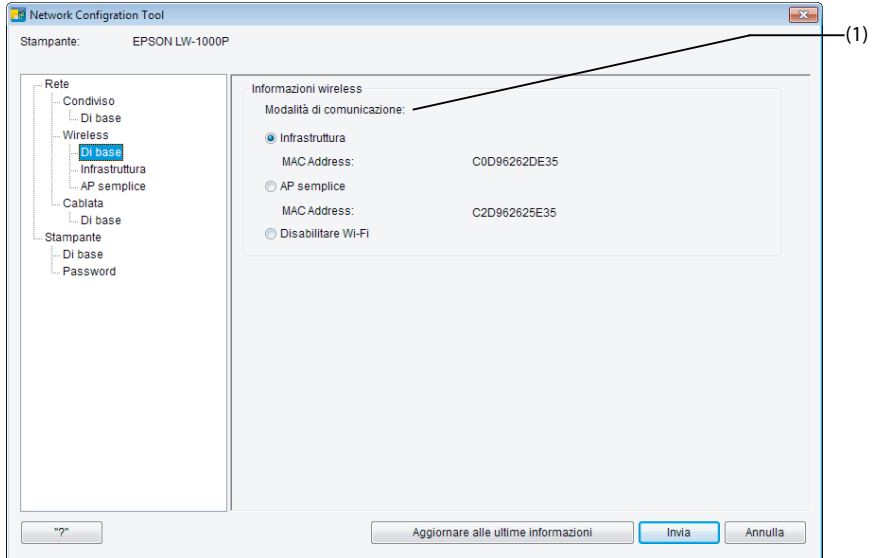 Network Configration Tool
Stampante: EPSON LW-1000P
(1)
Rete
Condiviso
Di base
Wireless
Di base
Infrastruttura
AP semplice
Cablata
Di base
Stampante
Di base
Password
Informazioni wireless
Modalità di comunicazione:
Infrastruttura
MAC Address: C0D96262DE35
AP semplice
MAC Address: C2D962625E35
Disabilitare Wi-Fi
"?"
Aggiornare alle ultime informazioni
Invia
Annulla